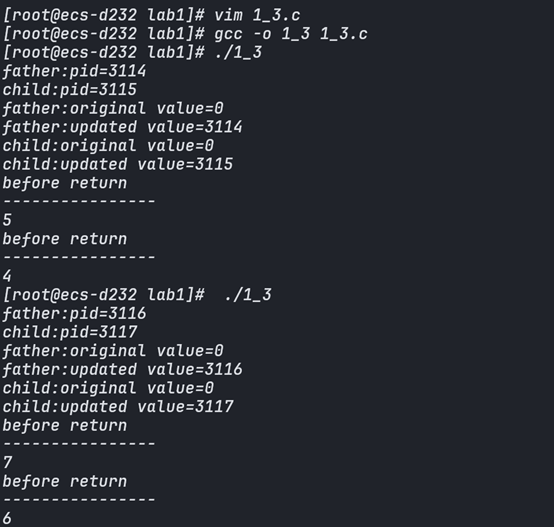 [root@ecs-d232 lab1]# vim 1_3.c
[root@ecs-d232 lab1]# gcc -o 1_3 1_3.c
[root@ecs-d232 lab1]# ./1_3
father:pid=3114
child:pid=3115
father:original value=0
father:updated value=3114
child:original value=0
child:updated value=3115
before return
----------------
5
before return
----------------
4
[root@ecs-d232 lab1]#  ./1_3
father:pid=3116
child:pid=3117
father:original value=0
father:updated value=3116
child:original value=0
child:updated value=3117
before return
----------------
7
before return
----------------
6